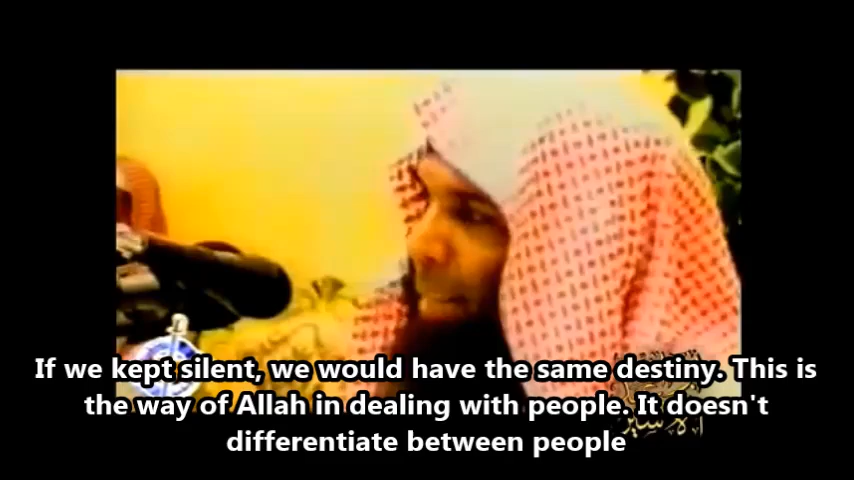 If we kept silent, we would have the same destiny. This is
the way of Allah in dealing with people. It doesn't
differentiate between people